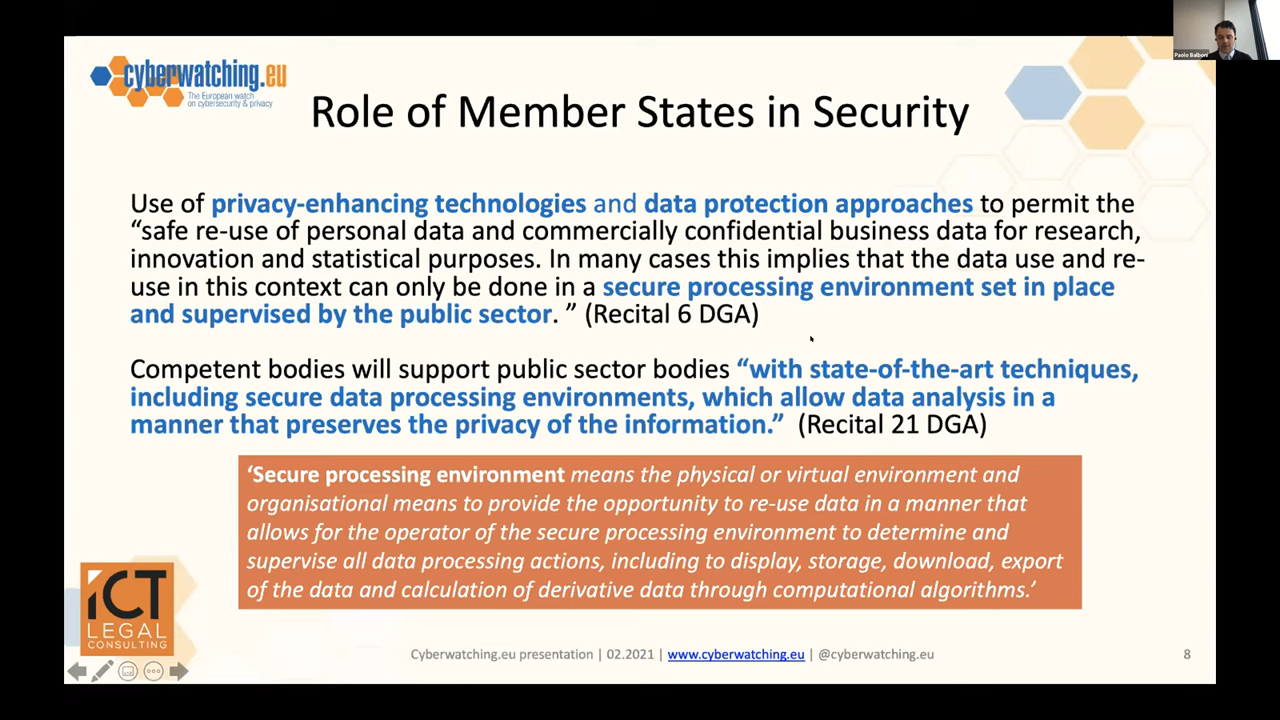 cyberwatching.eu
The European watch
on cybersecurity & privacy
Role of Member States in Security
Paolo Balboni
Use of privacy-enhancing technologies and data protection approaches to permit the
“safe re-use of personal data and commercially confidential business data for research,
innovation and statistical purposes. In many cases this implies that the data use and re-
use in this context can only be done in a secure processing environment set in place
and supervised by the public sector. ” (Recital 6 DGA)
Competent bodies will support public sector bodies “with state-of-the-art techniques,
including secure data processing environments, which allow data analysis in a
manner that preserves the privacy of the information.” (Recital 21 DGA)
‘Secure processing environment means the physical or virtual environment and
organisational means to provide the opportunity to re-use data in a manner that
allows for the operator of the secure processing environment to determine and
supervise all data processing actions, including to display, storage, download, export
of the data and calculation of derivative data through computational algorithms.’
iCT
LEGAL
CONSULTING
Cyberwatching.eu presentation | 02.2021 | www.cyberwatching.eu | @cyberwatching.eu
8